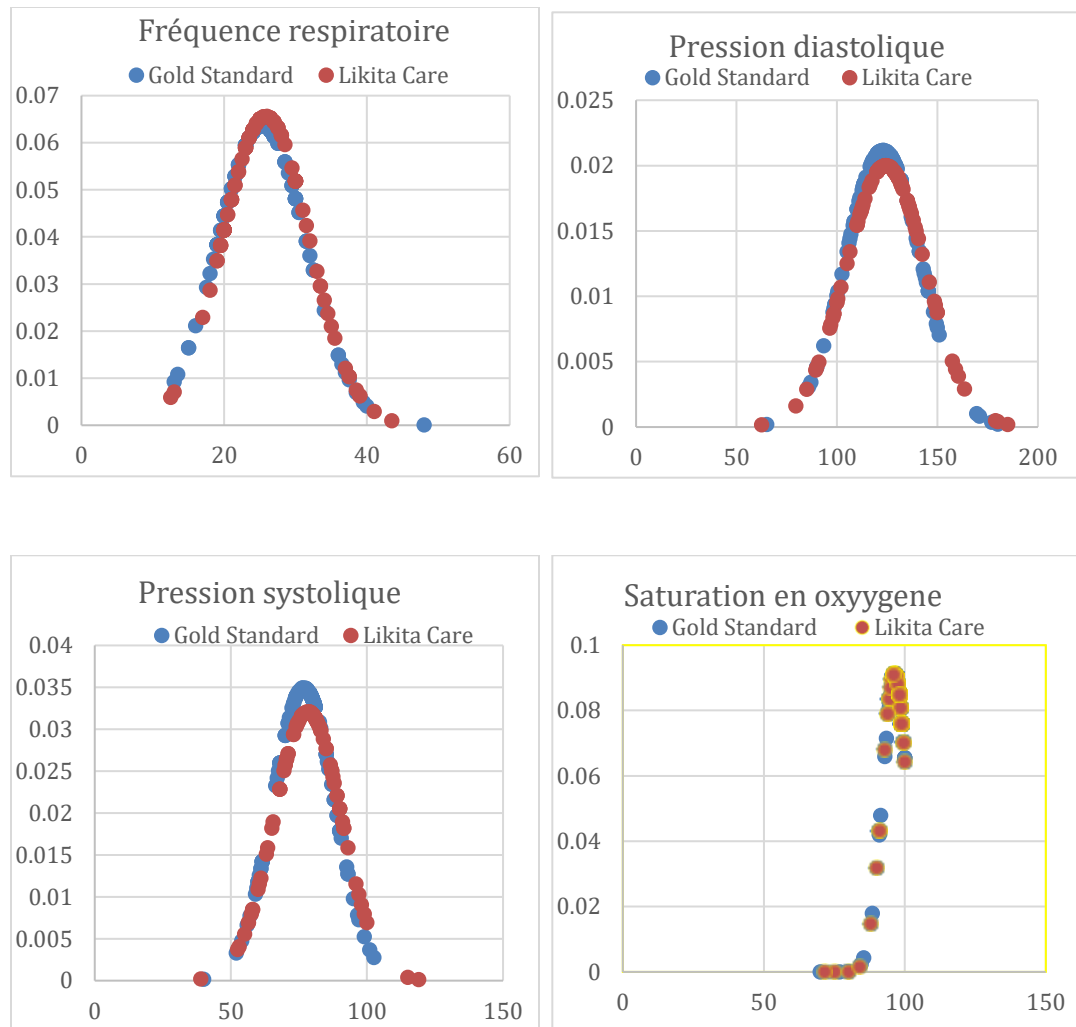 Fréquence respiratoire
Gold Standard Likita Care
0.07
0.06
0.05
0.04
0.03
0.02
0.01
0
0 20 40 60
Pression diastolique
Gold Standard Likita Care
0.025
0.02
0.015
0.01
0.005
0
0 50 100 150 200
Pression systolique
Gold Standard Likita Care
0.04
0.035
0.03
0.025
0.02
0.015
0.01
0.005
0
0 50 100 150
Saturation en oxyygene
Gold Standard Likita Care
0.1
0.08
0.06
0.04
0.02
0
0 50 100 150